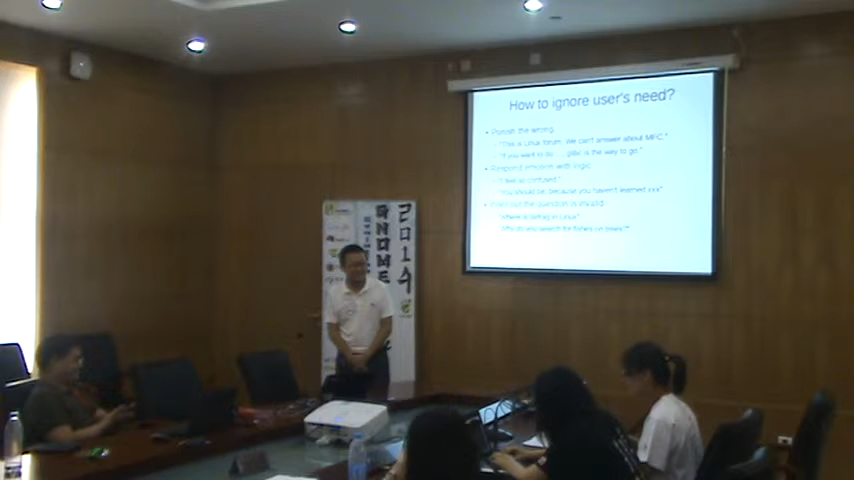 How to ignore user's need?
• Punish the wrong
– "This a Linux forum. We can't answer about MFC."
– "If you want to do ..., glibc is the way to go."
• Respond emotion with logic
– "I feel so confused."
– "You should be, because you haven't learned xxx"
• Point out the question is invalid
"Where is defrag in Linux"
"Why do you search for fishes on trees?"
2014
GNOME